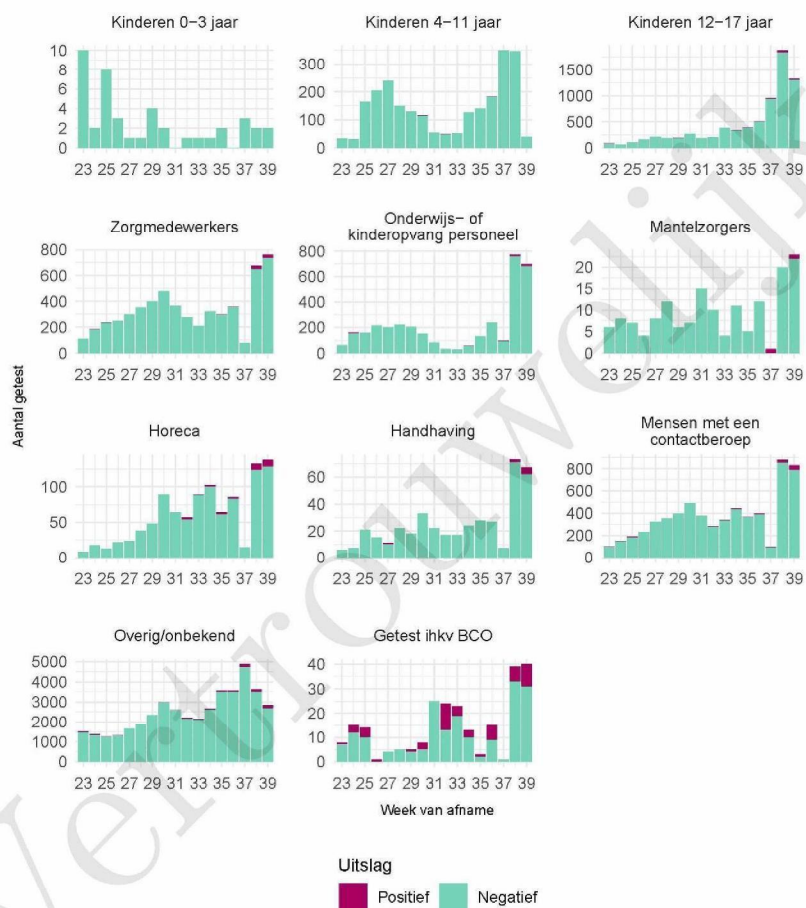 Kinderen 0−3 jaar
Kinderen 4−11 jaar
Kinderen 12−17 jaar
10
8
6
4
2
0
23 25 27 29 31 33 35 37 39
300
200
100
0
23 25 27 29 31 33 35 37 39
1500
1000
500
0
23 25 27 29 31 33 35 37 39
Zorgmedewerkers
Onderwijs− of
kinderopvang personeel
Mantelzorgers
800
600
400
200
0
23 25 27 29 31 33 35 37 39
800
600
400
200
0
23 25 27 29 31 33 35 37 39
20
15
10
5
0
23 25 27 29 31 33 35 37 39
Aantal getest
Horeca
Handhaving
Mensen met een
contactberoep
100
50
0
23 25 27 29 31 33 35 37 39
60
40
20
0
23 25 27 29 31 33 35 37 39
800
600
400
200
0
23 25 27 29 31 33 35 37 39
Overig/onbekend
Getest ihkv BCO
5000
4000
3000
2000
1000
0
23 25 27 29 31 33 35 37 39
40
30
20
10
0
23 25 27 29 31 33 35 37 39
Week van afname
Uitslag
Positief
Negatief
Vertrouwelijk